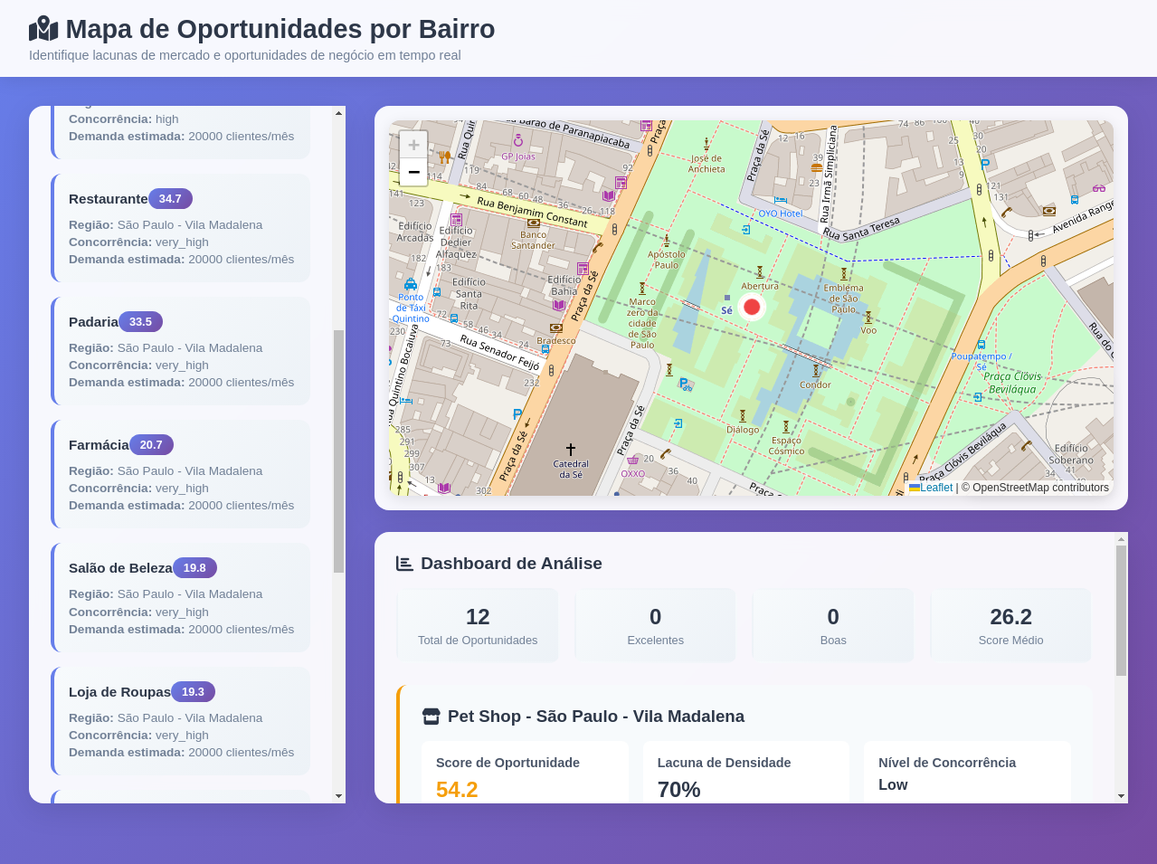 Mapa de Oportunidades por Bairro
Identifique lacunas de mercado e oportunidades de negócio em tempo real
Concorrência: high
Demanda estimada: 20000 clientes/mês
Restaurante 34.7
Região: São Paulo - Vila Madalena
Concorrência: very_high
Demanda estimada: 20000 clientes/mês
Padaria 33.5
Região: São Paulo - Vila Madalena
Concorrência: very_high
Demanda estimada: 20000 clientes/mês
Farmácia 20.7
Região: São Paulo - Vila Madalena
Concorrência: very_high
Demanda estimada: 20000 clientes/mês
Salão de Beleza 19.8
Região: São Paulo - Vila Madalena
Concorrência: very_high
Demanda estimada: 20000 clientes/mês
Loja de Roupas 19.3
Região: São Paulo - Vila Madalena
Concorrência: very_high
Demanda estimada: 20000 clientes/mês
+
−
Barão de Paranapiacaba
GP Joias
Rua Benjamim Constant
Banco
Santander
Edifício
Arcadas
Edifício
Dedier
Alfaquez
Edifício
Santa
Rita
Edifício
Bahia
Ponto
de Táxi
Quintino
Bradesco
Rua Senador Feijó
Praça da Sé
Praça da Sé
Praça da Sé
Praça da Sé
Catedral
da Sé
OXXO
José de
Anchieta
OYO Hotel
Rua Irmã Simpliciana
Rua Santa Teresa
Apóstolo
Paulo
Abertura
Emblema
de São
Paulo
Voo
Marco
zero da
cidade
de São
Paulo
Sé
Condor
Diálogo
Espaço
Cósmico
Poupatempo /
Sé
Praça Clóvis
Beviláqua
Praça Clóvis Beviláqua
Edifício
Soberano
Leaflet | © OpenStreetMap contributors
Dashboard de Análise
12
Total de Oportunidades
0
Excelentes
0
Boas
26.2
Score Médio
Pet Shop - São Paulo - Vila Madalena
Score de Oportunidade
54.2
Lacuna de Densidade
70%
Nível de Concorrência
Low